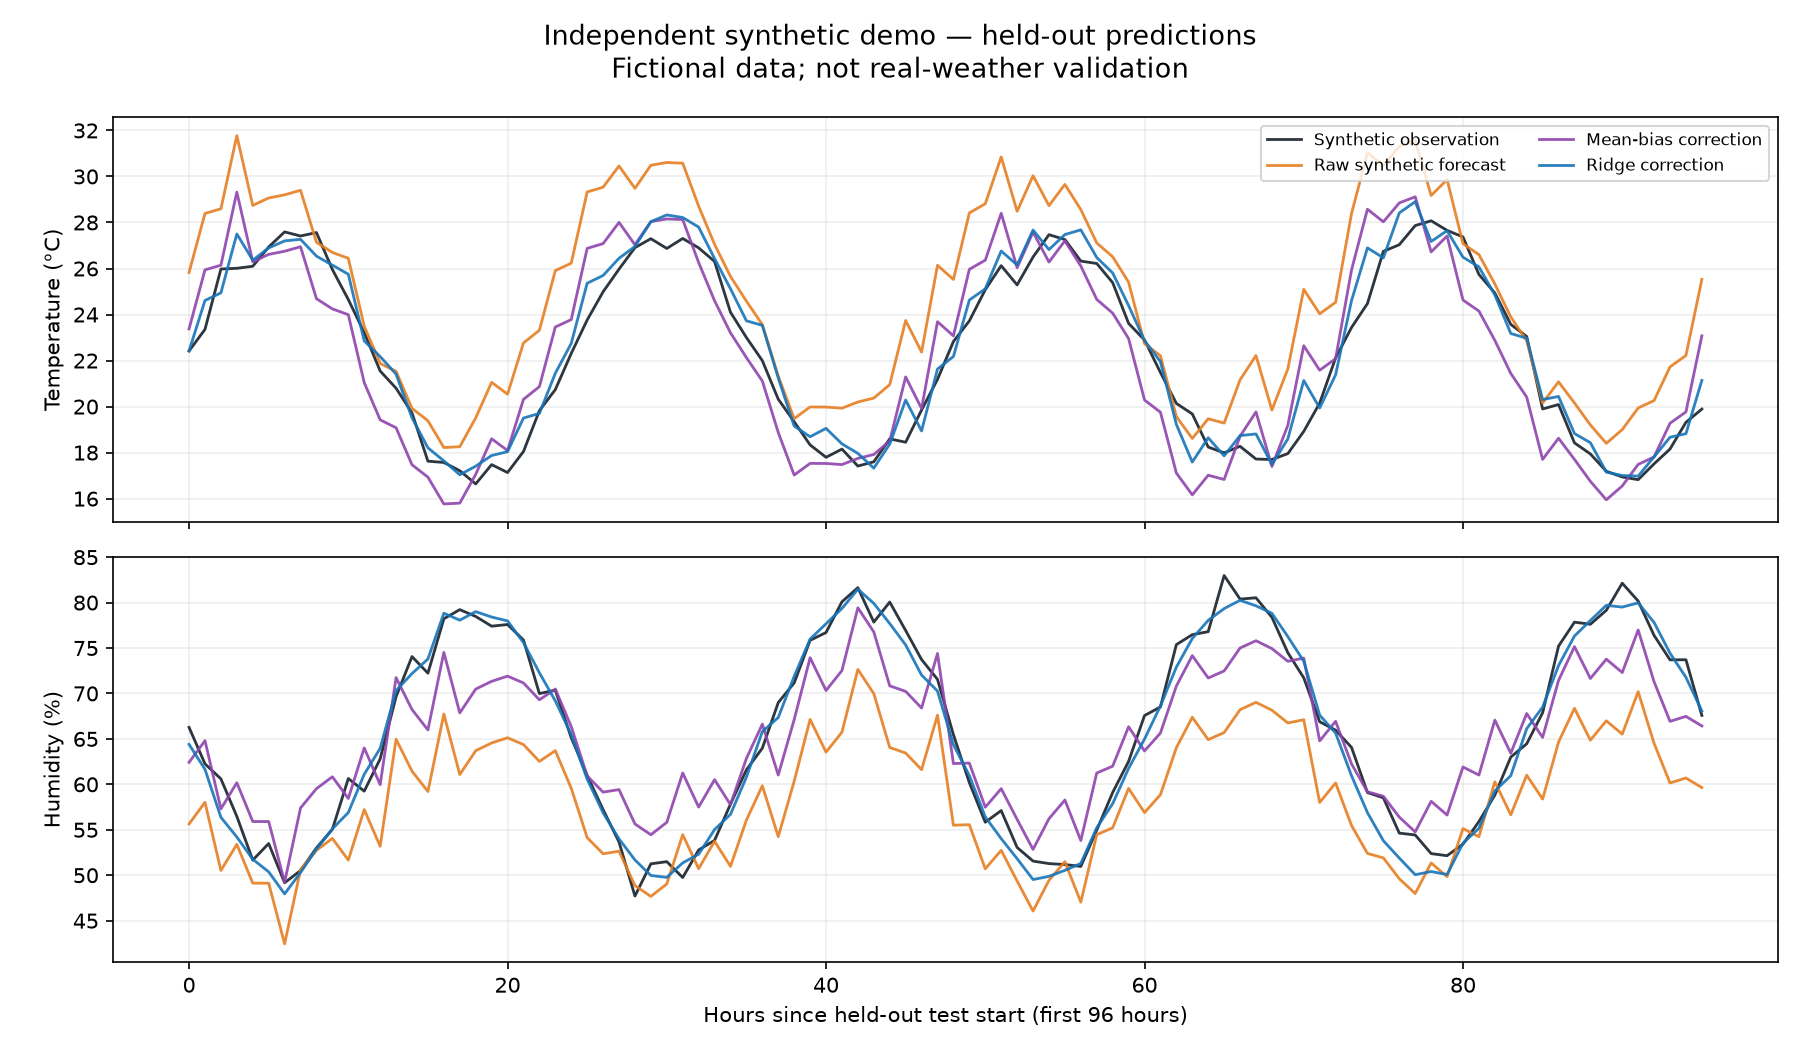 Independent synthetic demo — held-out predictions
Fictional data; not real-weather validation
Temperature (°C)
32
30
28
26
24
22
20
18
16
Synthetic observation
Raw synthetic forecast
Mean-bias correction
Ridge correction
Humidity (%)
85
80
75
70
65
60
55
50
45
0 20 40 60 80
Hours since held-out test start (first 96 hours)